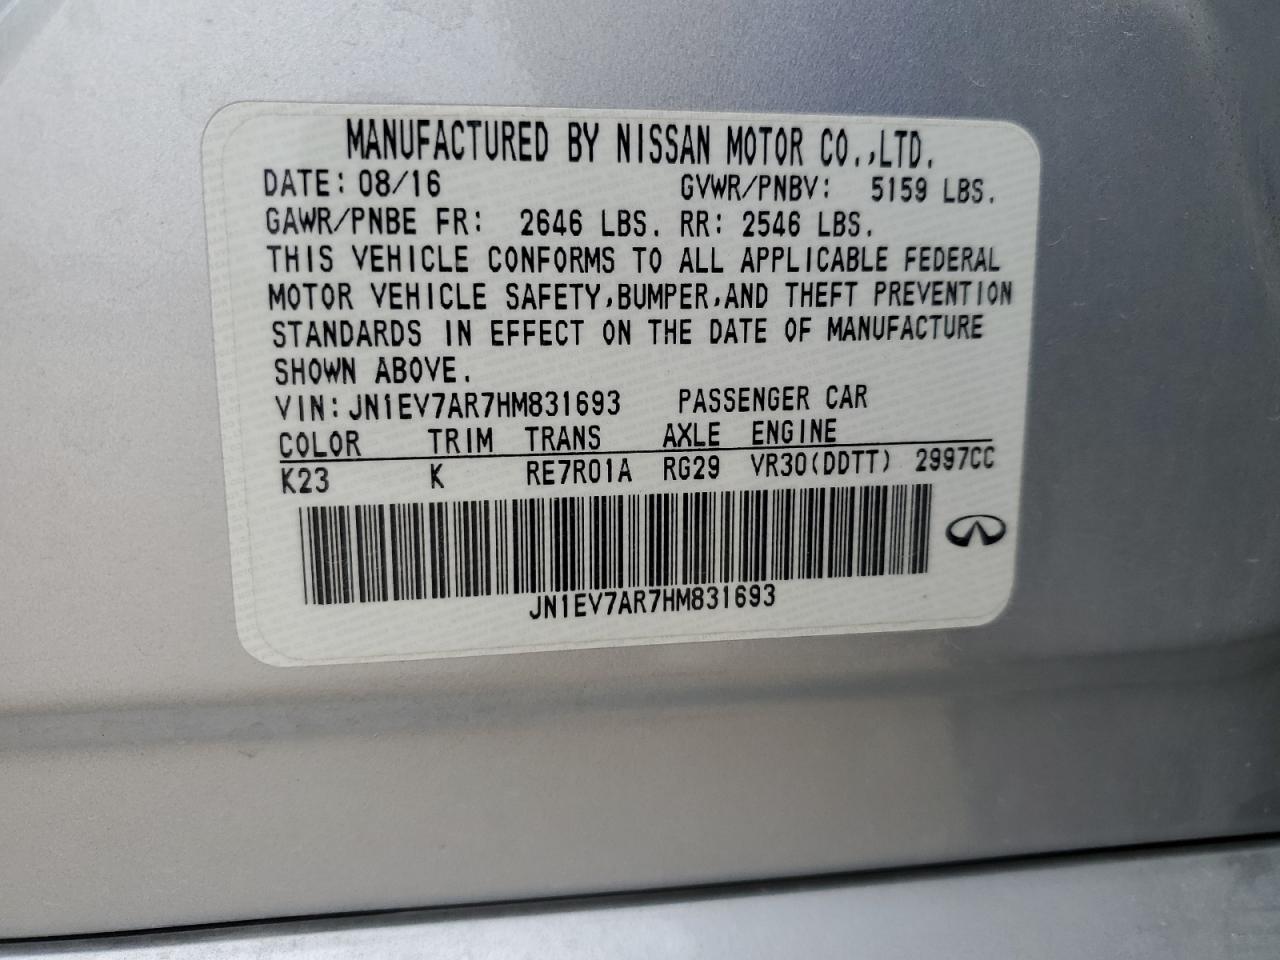 MANUFACTURED BY NISSAN MOTOR CO.,LTD.
DATE: 08/16 GVWR/PNBV: 5159 LBS.
GAWR/PNBE FR: 2646 LBS. RR: 2546 LBS.
THIS VEHICLE CONFORMS TO ALL APPLICABLE FEDERAL
MOTOR VEHICLE SAFETY,BUMPER,AND THEFT PREVENTION
STANDARDS IN EFFECT ON THE DATE OF MANUFACTURE
SHOWN ABOVE.
VIN: JN1EV7AR7HM831693 PASSENGER CAR
COLOR TRIM TRANS AXLE ENGINE
K23 K RE7R01A RG29 VR30(DDTT) 2997CC
JN1EV7AR7HM831693